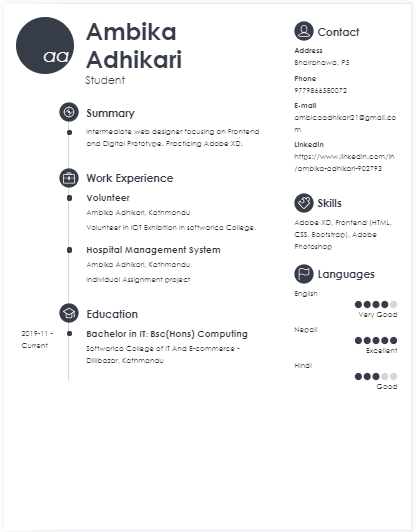 aa
Ambika
Adhikari
Student
Summary
Intermediate web designer focusing on Frontend
and Digital Prototype. Practicing Adobe XD.
Work Experience
Volunteer
Ambika Adhikari, Kathmandu
Volunteer in ICT Exhibition in softwarica College.
Hospital Management System
Ambika Adhikari, Kathmandu
Individual Assignment project
Education
2019-11 -
Current
Bachelor in IT: Bsc(Hons) Computing
Softwarica College of IT And E-commerce -
Dillibazar, Kathmandu
Contact
Address
Bhairahawa, P5
Phone
9779866580072
E-mail
ambicaadhikari21@gmail.co
m
LinkedIn
https://www.linkedin.com/in
/ambika-adhikari-902793
Skills
Adobe XD, Frontend (HTML,
CSS, Bootstrap), Adobe
Photoshop
Languages
English
Very Good
Nepali
Excellent
Hindi
Good